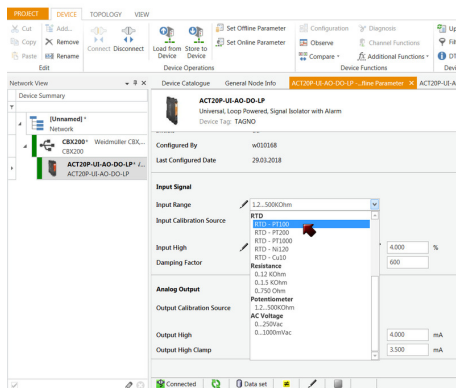 PROJECT DEVICE TOPOLOGY VIEW
Cut Add...
Copy Remove
Paste Rename
Edit
Connect Disconnect
Load from Device
Store to Device
Set Offline Parameter
Set Online Parameter
Device Operations
Configuration Diagnosis
Observe Channel Functions
Compare Additional Functions
Device Functions
Network View
Device Summary
(Unnamed) *
Network
CBX200* Weidmüller CBX,...
CBX200
ACT20P-UI-AO-DO-LP* /...
ACT20P-UI-AO-DO-LP
Device Catalogue General Node Info ACT20P-UI-AO-DO-LP -...ffline Parameter
ACT20P-UI-AO-DO-LP
Universal, Loop Powered, Signal Isolator with Alarm
Device Tag: TAGNO
Configured By w010168
Last Configured Date 29.03.2018
Input Signal
Input Range 1.2...500KOhm
Input Calibration Source
RTD
RTD - PT100
RTD - PT200
RTD - PT1000
RTD - Ni120
RTD - Cu10
Resistance
0..12 KOhm
0..1.5 KOhm
0..750 Ohm
Potentiometer
1.2...500KOhm
AC Voltage
0...250Vac
0...1000mVac
Input High 4.000 %
Damping Factor 600
Analog Output
Output Calibration Source
Output High 4.000 mA
Output High Clamp 3.500 mA
Connected Data set